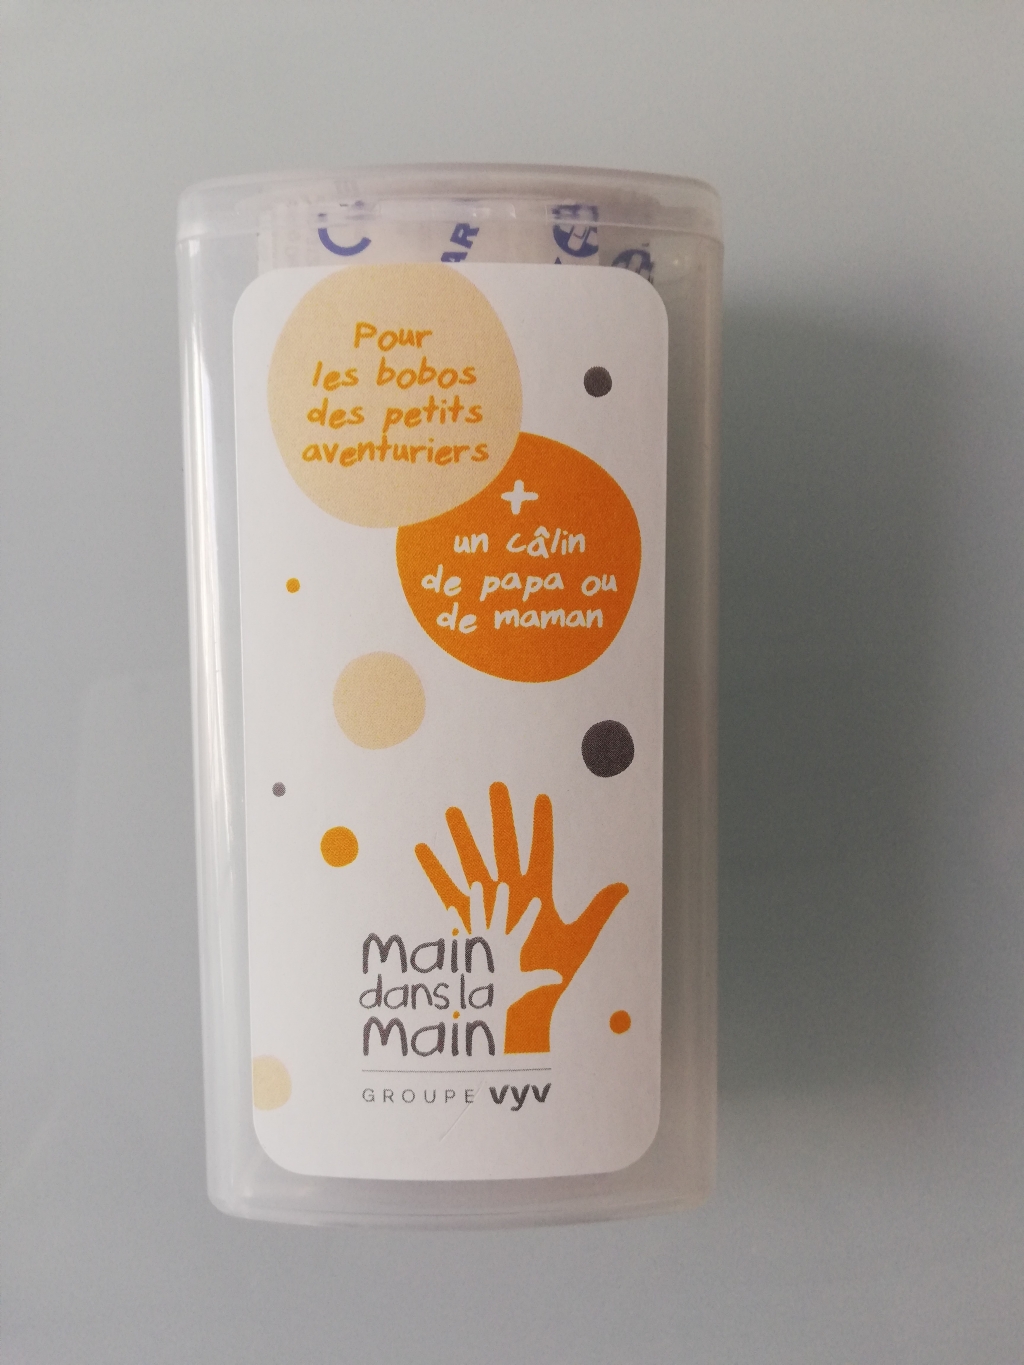 Pour
les bobos
des petits
aventuriers
+
un câlin
de papa ou
de maman
main
dans la
main
GROUPE vyv